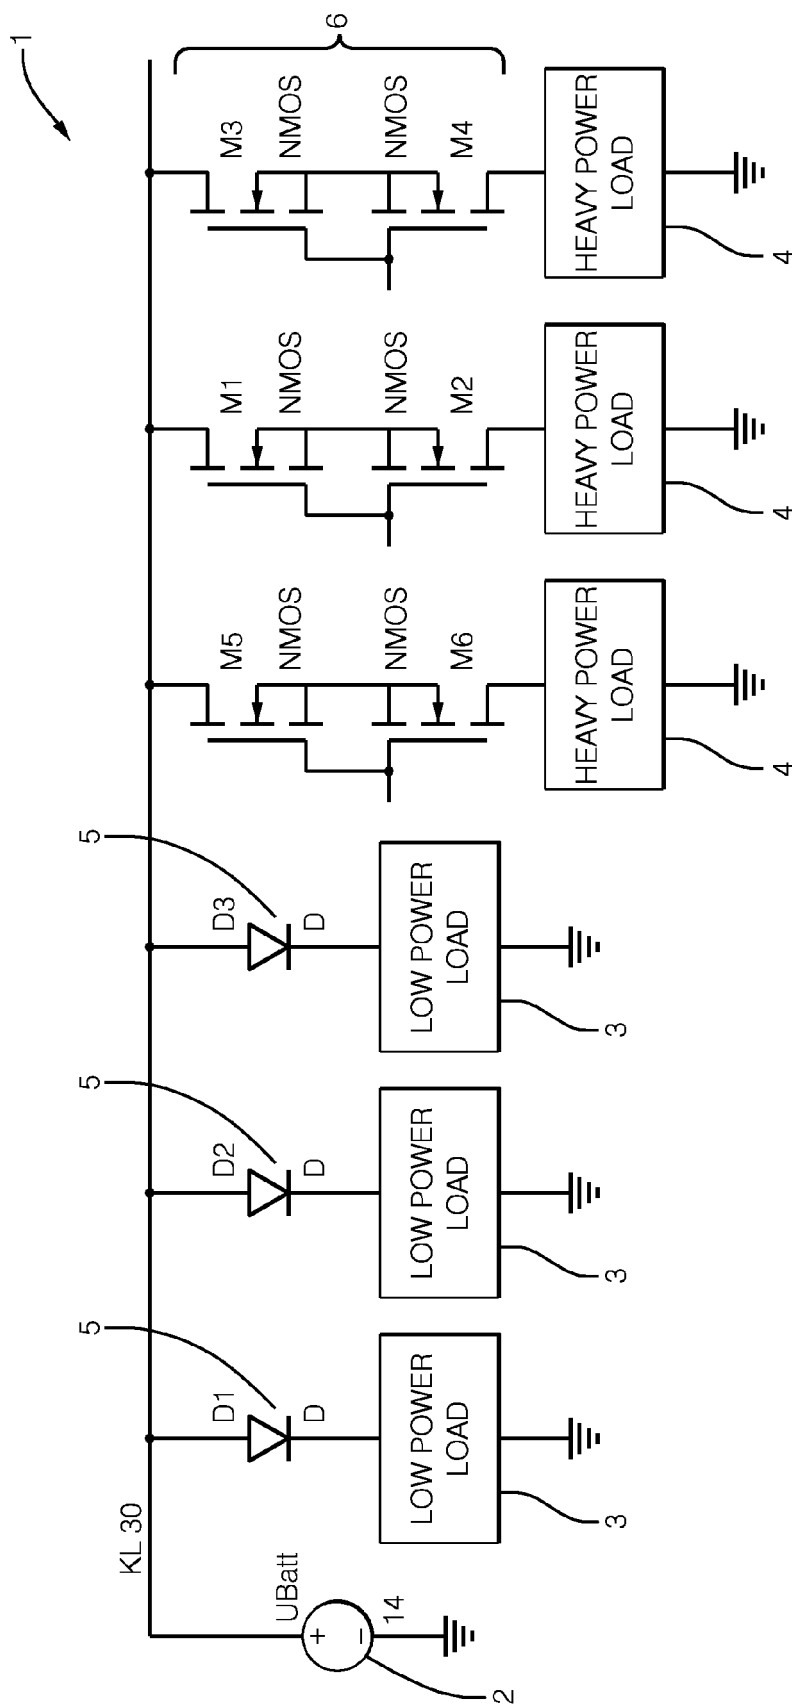 1
6
KL 30
UBatt
+
−
14
2
5
D1
D
LOW POWER
LOAD
3
5
D2
D
LOW POWER
LOAD
3
5
D3
D
LOW POWER
LOAD
3
M5
NMOS
NMOS
M6
HEAVY POWER
LOAD
4
M1
NMOS
NMOS
M2
HEAVY POWER
LOAD
4
M3
NMOS
NMOS
M4
HEAVY POWER
LOAD
4